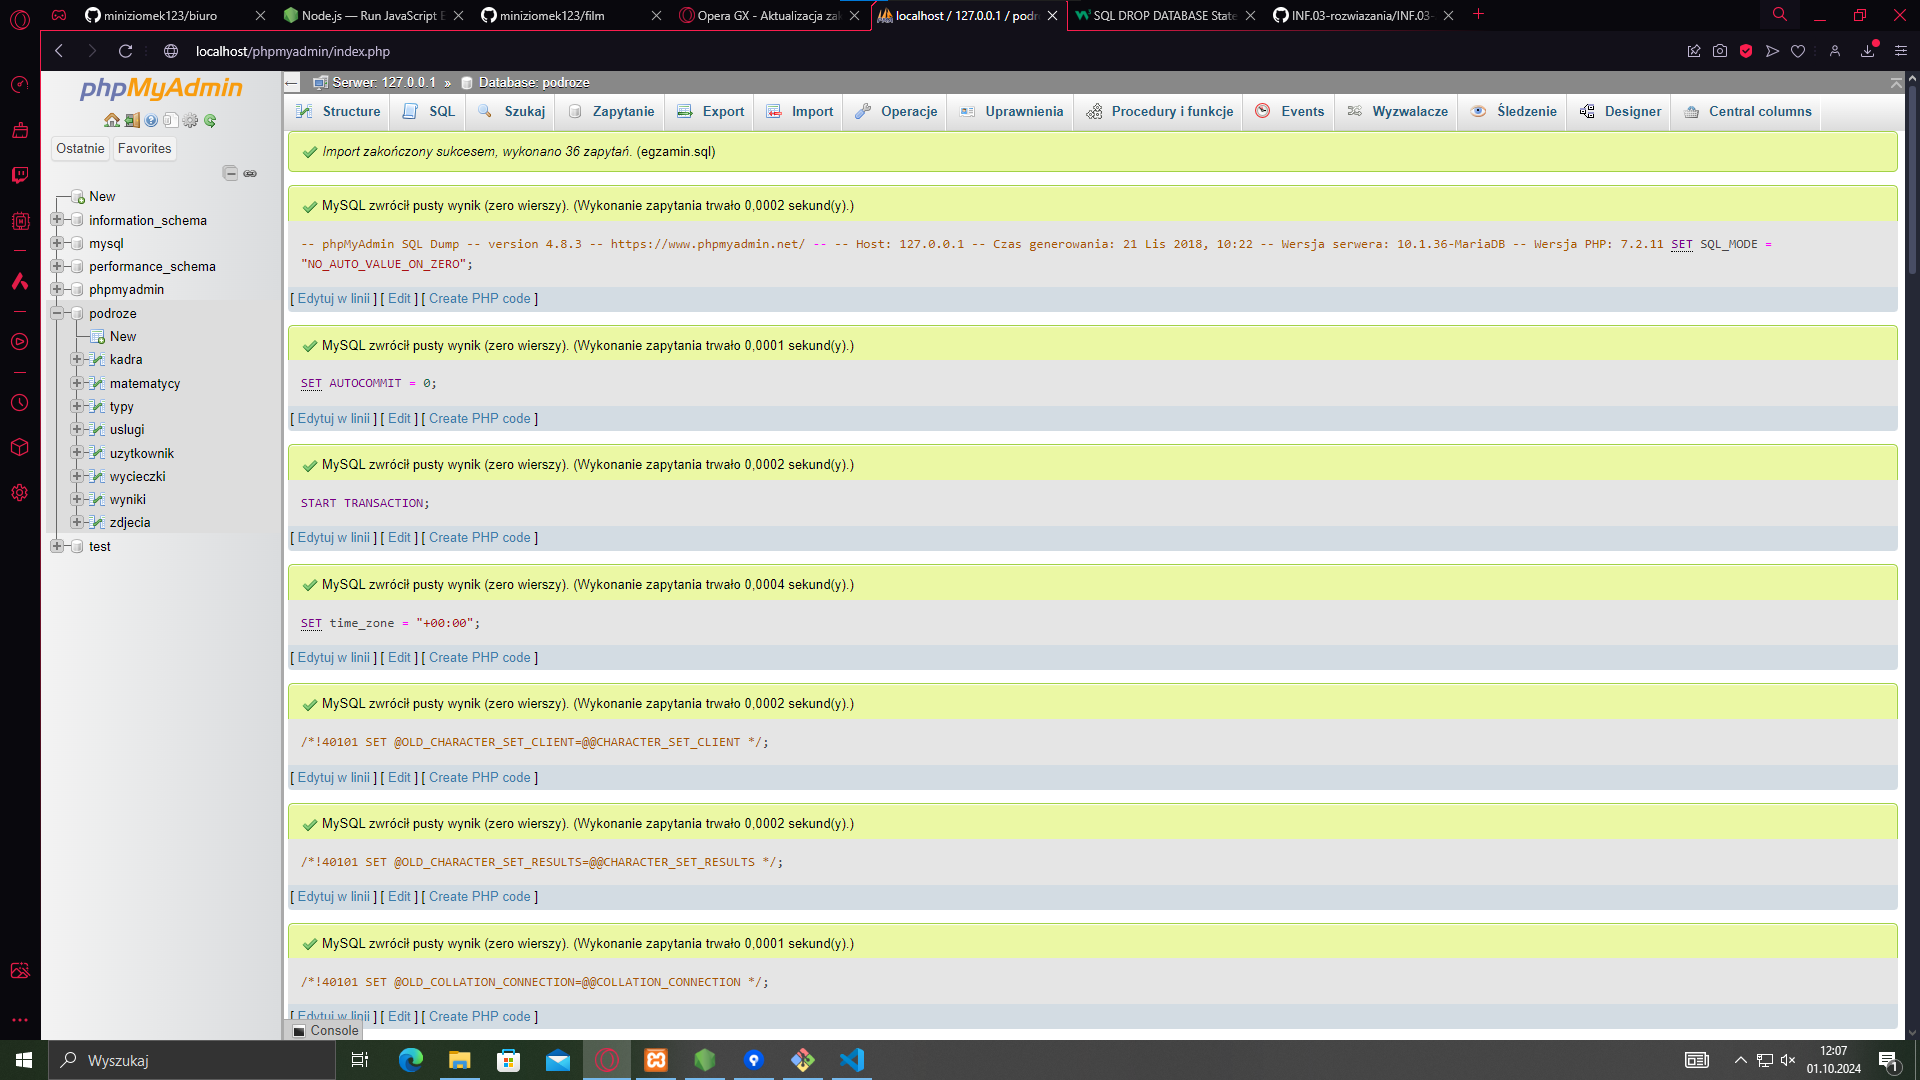 miniziomek123/biuro
Node.js — Run JavaScript E
miniziomek123/film
Opera GX - Aktualizacja zak
localhost / 127.0.0.1 / podr
SQL DROP DATABASE State
INF.03-rozwiazania/INF.03-
localhost/phpmyadmin/index.php
phpMyAdmin
Ostatnie
Favorites
New
information_schema
mysql
performance_schema
phpmyadmin
podroze
New
kadra
matematycy
typy
uslugi
uzytkownik
wycieczki
wyniki
zdjecia
test
Serwer: 127.0.0.1 » Database: podroze
Structure SQL Szukaj Zapytanie Export Import Operacje Uprawnienia Procedury i funkcje Events Wyzwalacze Śledzenie Designer Central columns
Import zakończony sukcesem, wykonano 36 zapytań. (egzamin.sql)
MySQL zwrócił pusty wynik (zero wierszy). (Wykonanie zapytania trwało 0,0002 sekund(y).)
-- phpMyAdmin SQL Dump -- version 4.8.3 -- https://www.phpmyadmin.net/ -- -- Host: 127.0.0.1 -- Czas generowania: 21 Lis 2018, 10:22 -- Wersja serwera: 10.1.36-MariaDB -- Wersja PHP: 7.2.11 SET SQL_MODE =
"NO_AUTO_VALUE_ON_ZERO";
[ Edytuj w linii ] [ Edit ] [ Create PHP code ]
MySQL zwrócił pusty wynik (zero wierszy). (Wykonanie zapytania trwało 0,0001 sekund(y).)
SET AUTOCOMMIT = 0;
[ Edytuj w linii ] [ Edit ] [ Create PHP code ]
MySQL zwrócił pusty wynik (zero wierszy). (Wykonanie zapytania trwało 0,0002 sekund(y).)
START TRANSACTION;
[ Edytuj w linii ] [ Edit ] [ Create PHP code ]
MySQL zwrócił pusty wynik (zero wierszy). (Wykonanie zapytania trwało 0,0004 sekund(y).)
SET time_zone = "+00:00";
[ Edytuj w linii ] [ Edit ] [ Create PHP code ]
MySQL zwrócił pusty wynik (zero wierszy). (Wykonanie zapytania trwało 0,0002 sekund(y).)
/*!40101 SET @OLD_CHARACTER_SET_CLIENT=@@CHARACTER_SET_CLIENT */;
[ Edytuj w linii ] [ Edit ] [ Create PHP code ]
MySQL zwrócił pusty wynik (zero wierszy). (Wykonanie zapytania trwało 0,0002 sekund(y).)
/*!40101 SET @OLD_CHARACTER_SET_RESULTS=@@CHARACTER_SET_RESULTS */;
[ Edytuj w linii ] [ Edit ] [ Create PHP code ]
MySQL zwrócił pusty wynik (zero wierszy). (Wykonanie zapytania trwało 0,0001 sekund(y).)
/*!40101 SET @OLD_COLLATION_CONNECTION=@@COLLATION_CONNECTION */;
[ Edytuj w linii ] [ Edit ] [ Create PHP code ]
Console
Wyszukaj
12:07
01.10.2024
1